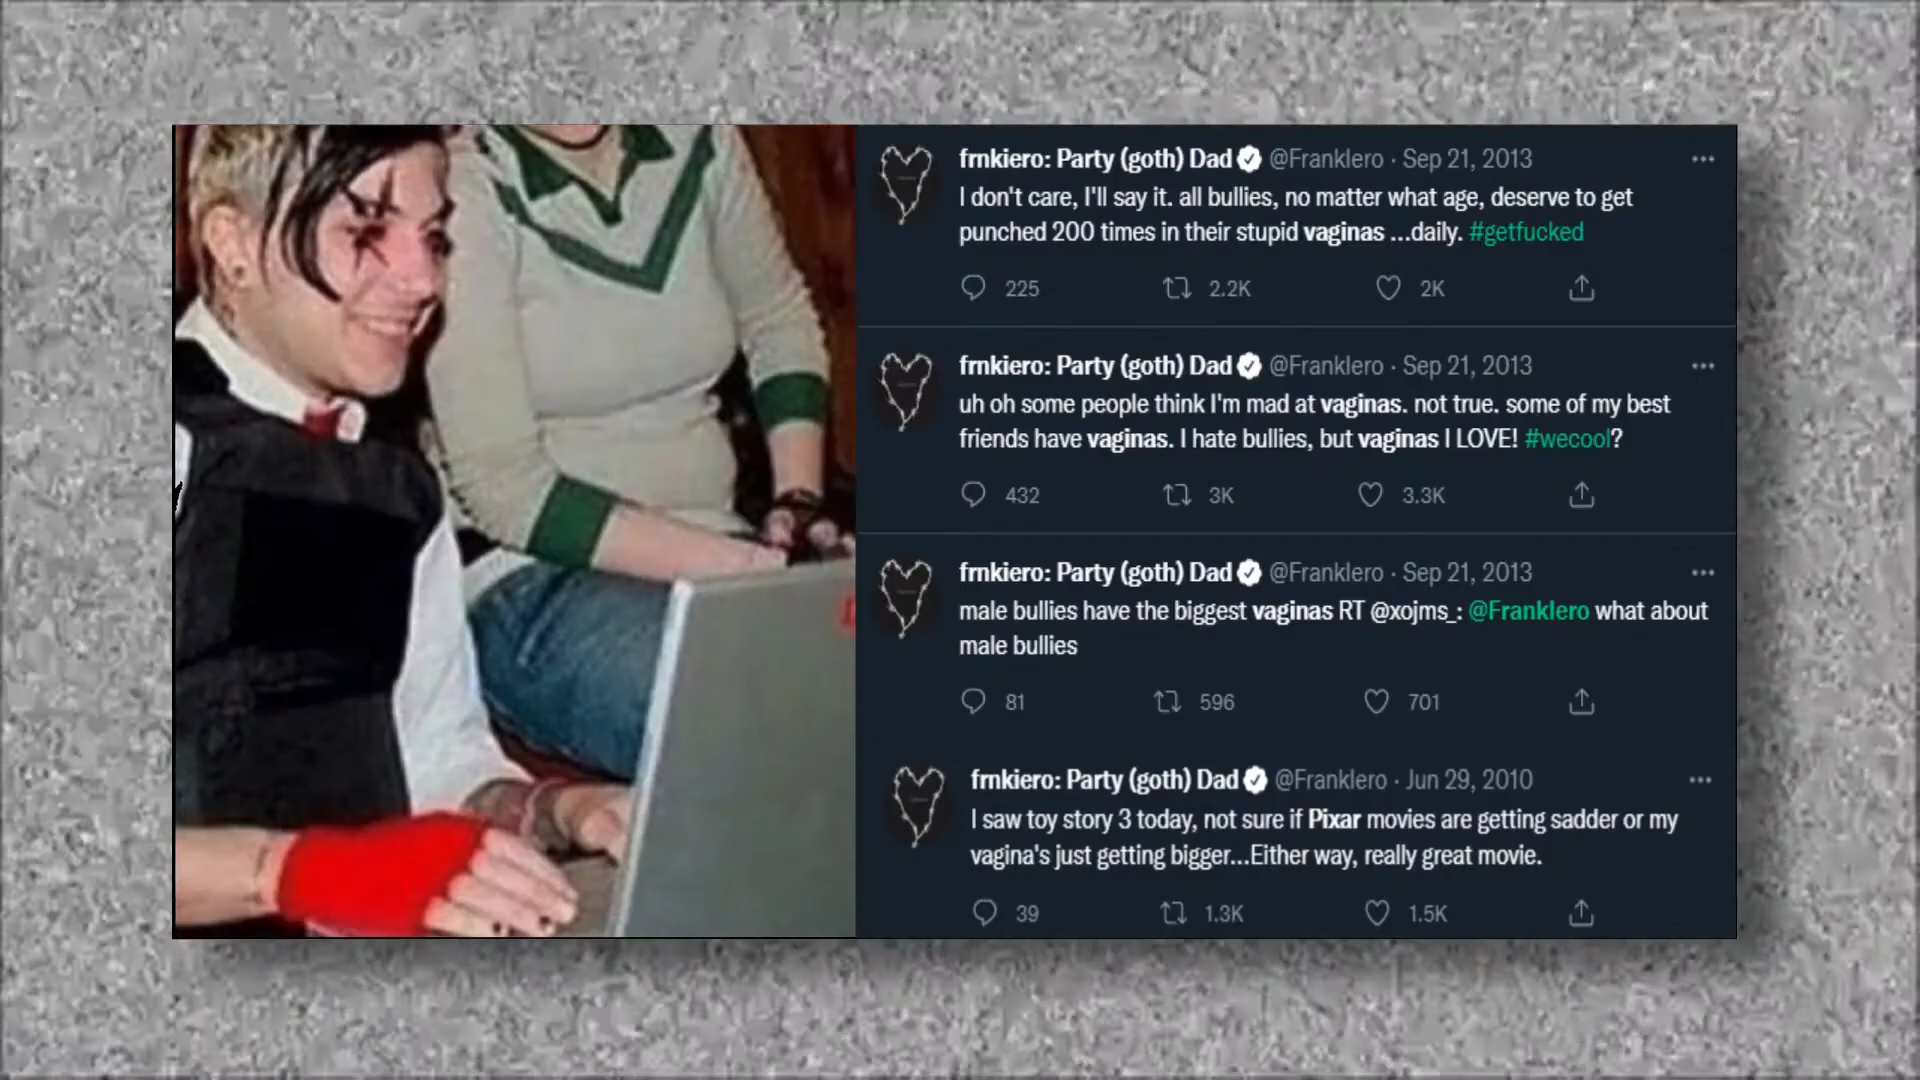 frnkiero: Party (goth) Dad @FrankIero · Sep 21, 2013
I don't care, I'll say it. all bullies, no matter what age, deserve to get
punched 200 times in their stupid vaginas ...daily. #getfucked
225 2.2K 2K
frnkiero: Party (goth) Dad @FrankIero · Sep 21, 2013
uh oh some people think I'm mad at vaginas. not true. some of my best
friends have vaginas. I hate bullies, but vaginas I LOVE! #wecool?
432 3K 3.3K
frnkiero: Party (goth) Dad @FrankIero · Sep 21, 2013
male bullies have the biggest vaginas RT @xojms_: @FrankIero what about
male bullies
81 596 701
frnkiero: Party (goth) Dad @FrankIero · Jun 29, 2010
I saw toy story 3 today, not sure if Pixar movies are getting sadder or my
vagina's just getting bigger...Either way, really great movie.
39 1.3K 1.5K